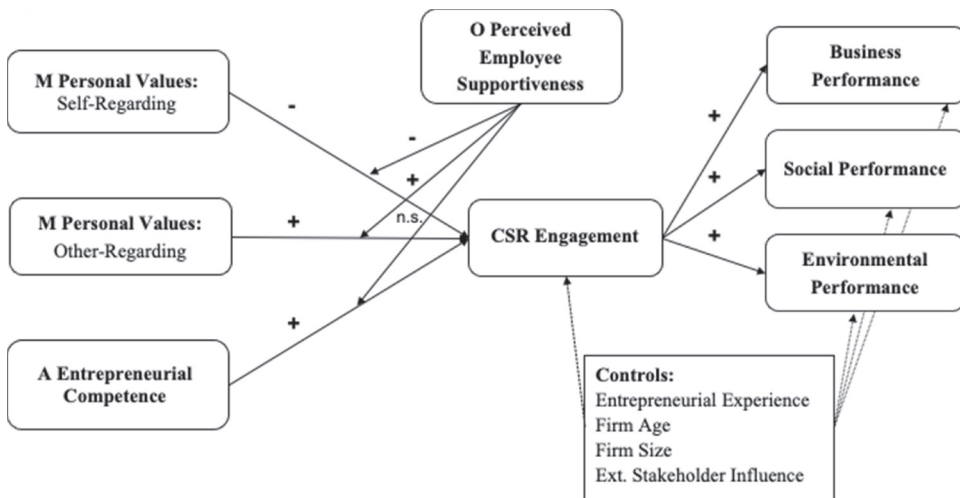 O Perceived
Employee
Supportiveness
M Personal Values:
Self-Regarding
M Personal Values:
Other-Regarding
A Entrepreneurial
Competence
-
+
+
-
+
n.s.
CSR Engagement
+
+
+
Business
Performance
Social Performance
Environmental
Performance
Controls:
Entrepreneurial Experience
Firm Age
Firm Size
Ext. Stakeholder Influence